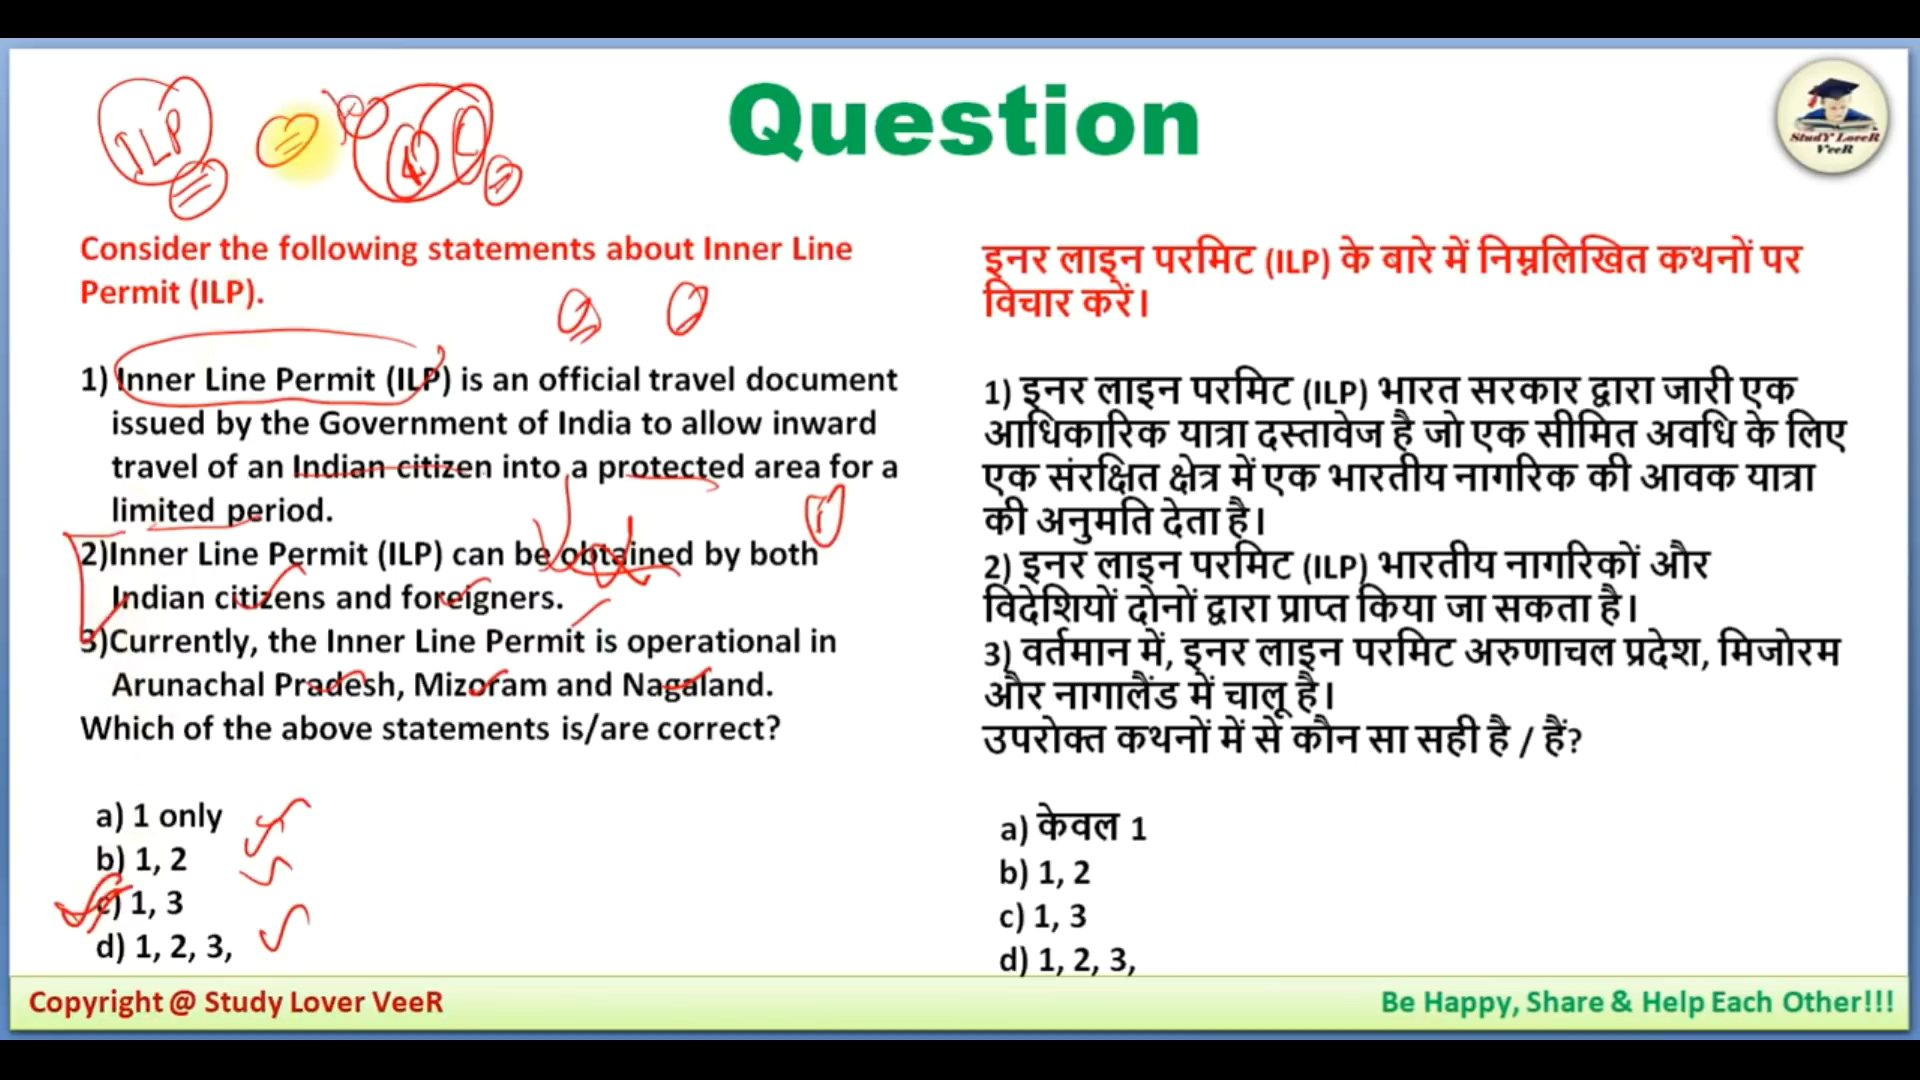 Question
StudY LoveR
VeeR
ILP
Consider the following statements about Inner Line
Permit (ILP).
1) Inner Line Permit (ILP) is an official travel document
issued by the Government of India to allow inward
travel of an Indian citizen into a protected area for a
limited period.
2)Inner Line Permit (ILP) can be obtained by both
Indian citizens and foreigners.
3)Currently, the Inner Line Permit is operational in
Arunachal Pradesh, Mizoram and Nagaland.
Which of the above statements is/are correct?
a) 1 only
b) 1, 2
c) 1, 3
d) 1, 2, 3,
इनर लाइन परमिट (ILP) के बारे में निम्नलिखित कथनों पर
विचार करें।
1) इनर लाइन परमिट (ILP) भारत सरकार द्वारा जारी एक
आधिकारिक यात्रा दस्तावेज है जो एक सीमित अवधि के लिए
एक संरक्षित क्षेत्र में एक भारतीय नागरिक की आवक यात्रा
की अनुमति देता है।
2) इनर लाइन परमिट (ILP) भारतीय नागरिकों और
विदेशियों दोनों द्वारा प्राप्त किया जा सकता है।
3) वर्तमान में, इनर लाइन परमिट अरुणाचल प्रदेश, मिजोरम
और नागालैंड में चालू है।
उपरोक्त कथनों में से कौन सा सही है / हैं?
a) केवल 1
b) 1, 2
c) 1, 3
d) 1, 2, 3,
Copyright @ Study Lover VeeR
Be Happy, Share & Help Each Other!!!